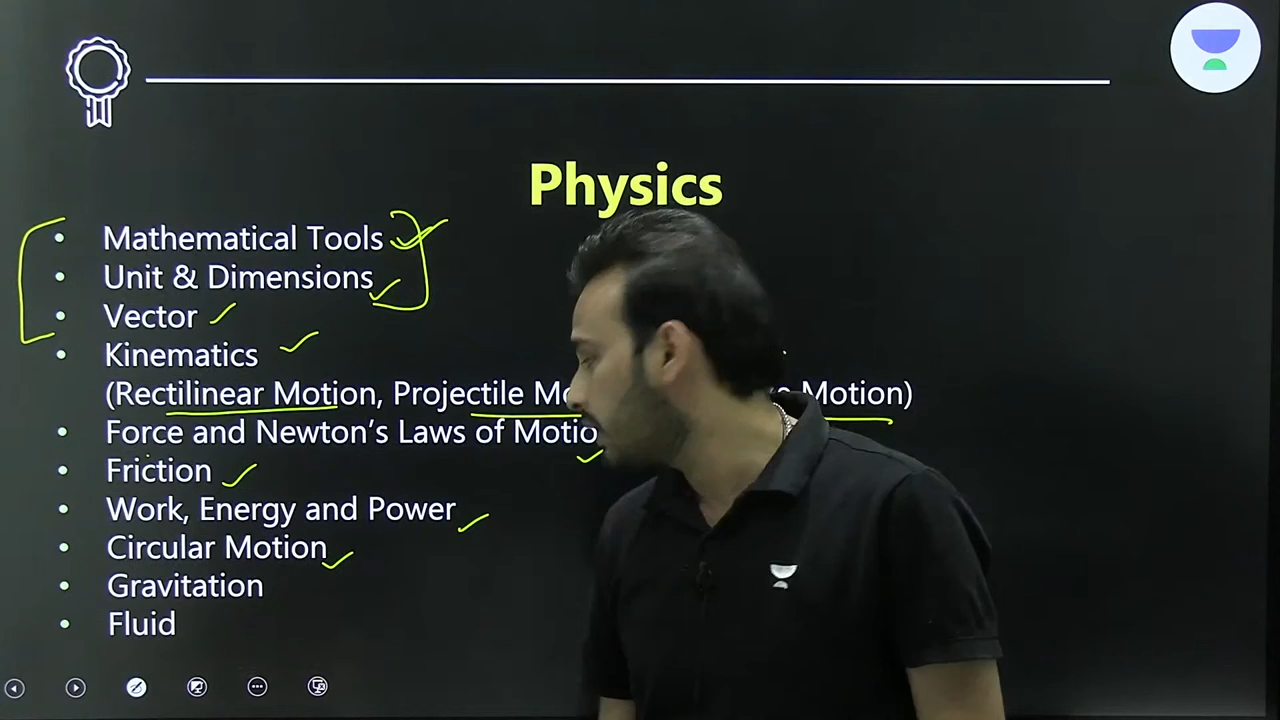 Physics
• Mathematical Tools
• Unit & Dimensions
• Vector
• Kinematics
(Rectilinear Motion, Projectile Motion)
• Force and Newton's Laws of Motio
• Friction
• Work, Energy and Power
• Circular Motion
• Gravitation
• Fluid